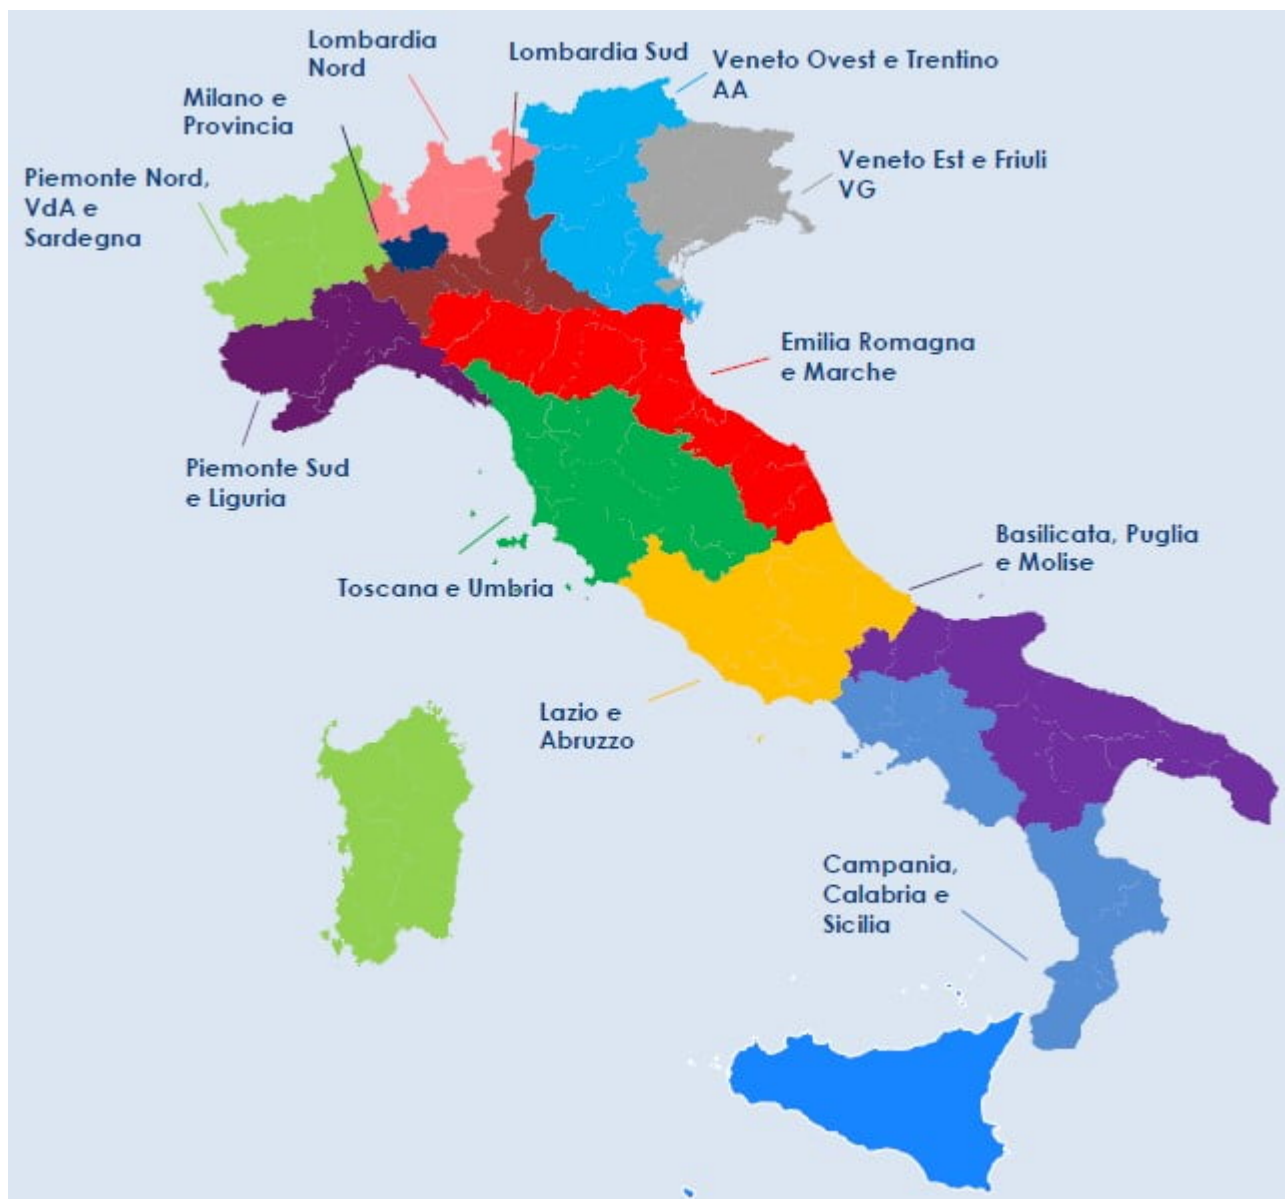 Lombardia
Nord
Lombardia Sud
Veneto Ovest e Trentino
AA
Milano e
Provincia
Veneto Est e Friuli
VG
Piemonte Nord,
VdA e
Sardegna
Emilia Romagna
e Marche
Piemonte Sud
e Liguria
Basilicata, Puglia
e Molise
Toscana e Umbria
Lazio e
Abruzzo
Campania,
Calabria e
Sicilia